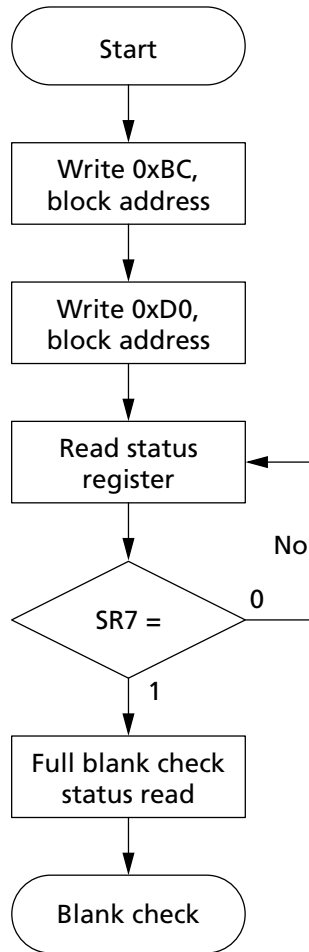 Start
Write 0xBC,
block address
Write 0xD0,
block address
Read status
register
No
SR7 =
0
1
Full blank check
status read
Blank check